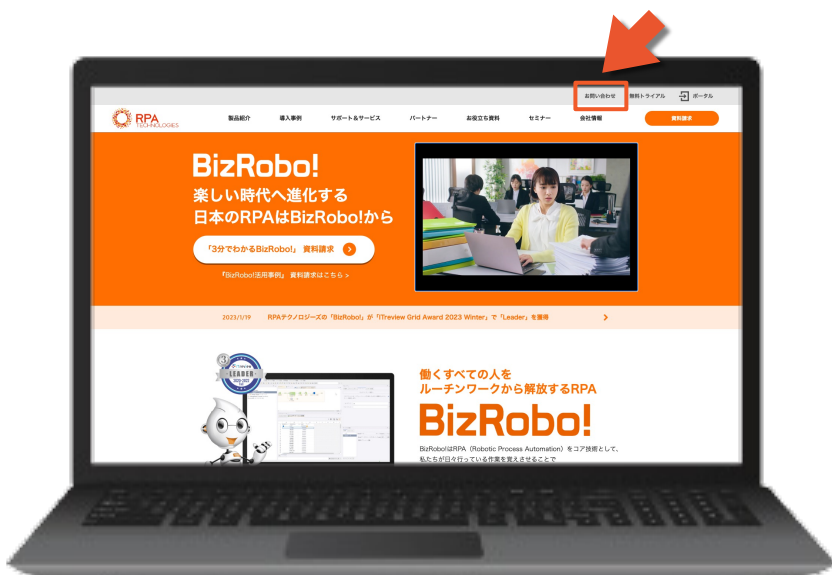 お問い合わせ 無料トライアル ポータル
RPA
TECHNOLOGIES
製品紹介 導入事例 サポート＆サービス パートナー お役立ち資料 セミナー 会社情報 資料請求
BizRobo!
楽しい時代へ進化する
日本のRPAはBizRobo!から
「3分でわかるBizRobo!」 資料請求
『BizRobo!活用事例』 資料請求はこちら >
2023/1/19 RPAテクノロジーズの「BizRobo!」が「ITreview Grid Award 2023 Winter」で「Leader」を獲得
LEADER
働くすべての人を
ルーチンワークから解放するRPA
BizRobo!
BizRobo!はRPA（Robotic Process Automation）をコア技術として、
私たちが日々行っている作業を覚えさせることで